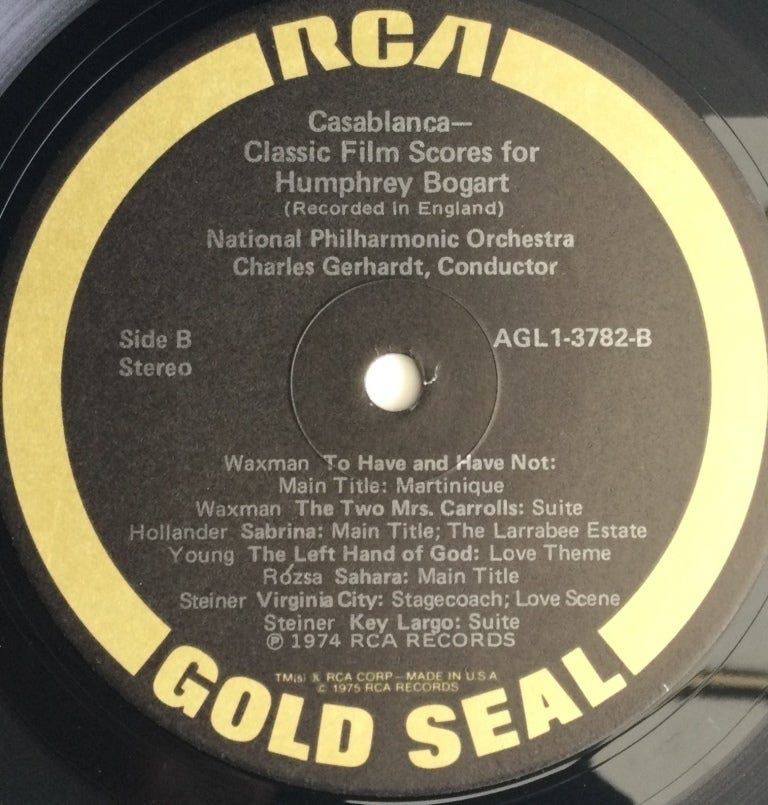 RCA
Casablanca—
Classic Film Scores for
Humphrey Bogart
(Recorded in England)
National Philharmonic Orchestra
Charles Gerhardt, Conductor
Side B
Stereo
AGL1-3782-B
Waxman To Have and Have Not:
Main Title: Martinique
Waxman The Two Mrs. Carrolls: Suite
Hollander Sabrina: Main Title; The Larrabee Estate
Young The Left Hand of God: Love Theme
Rózsa Sahara: Main Title
Steiner Virginia City: Stagecoach; Love Scene
Steiner Key Largo: Suite
℗ 1974 RCA RECORDS
TM(s) ® RCA CORP—MADE IN U.S.A
© 1975 RCA RECORDS
GOLD SEAL